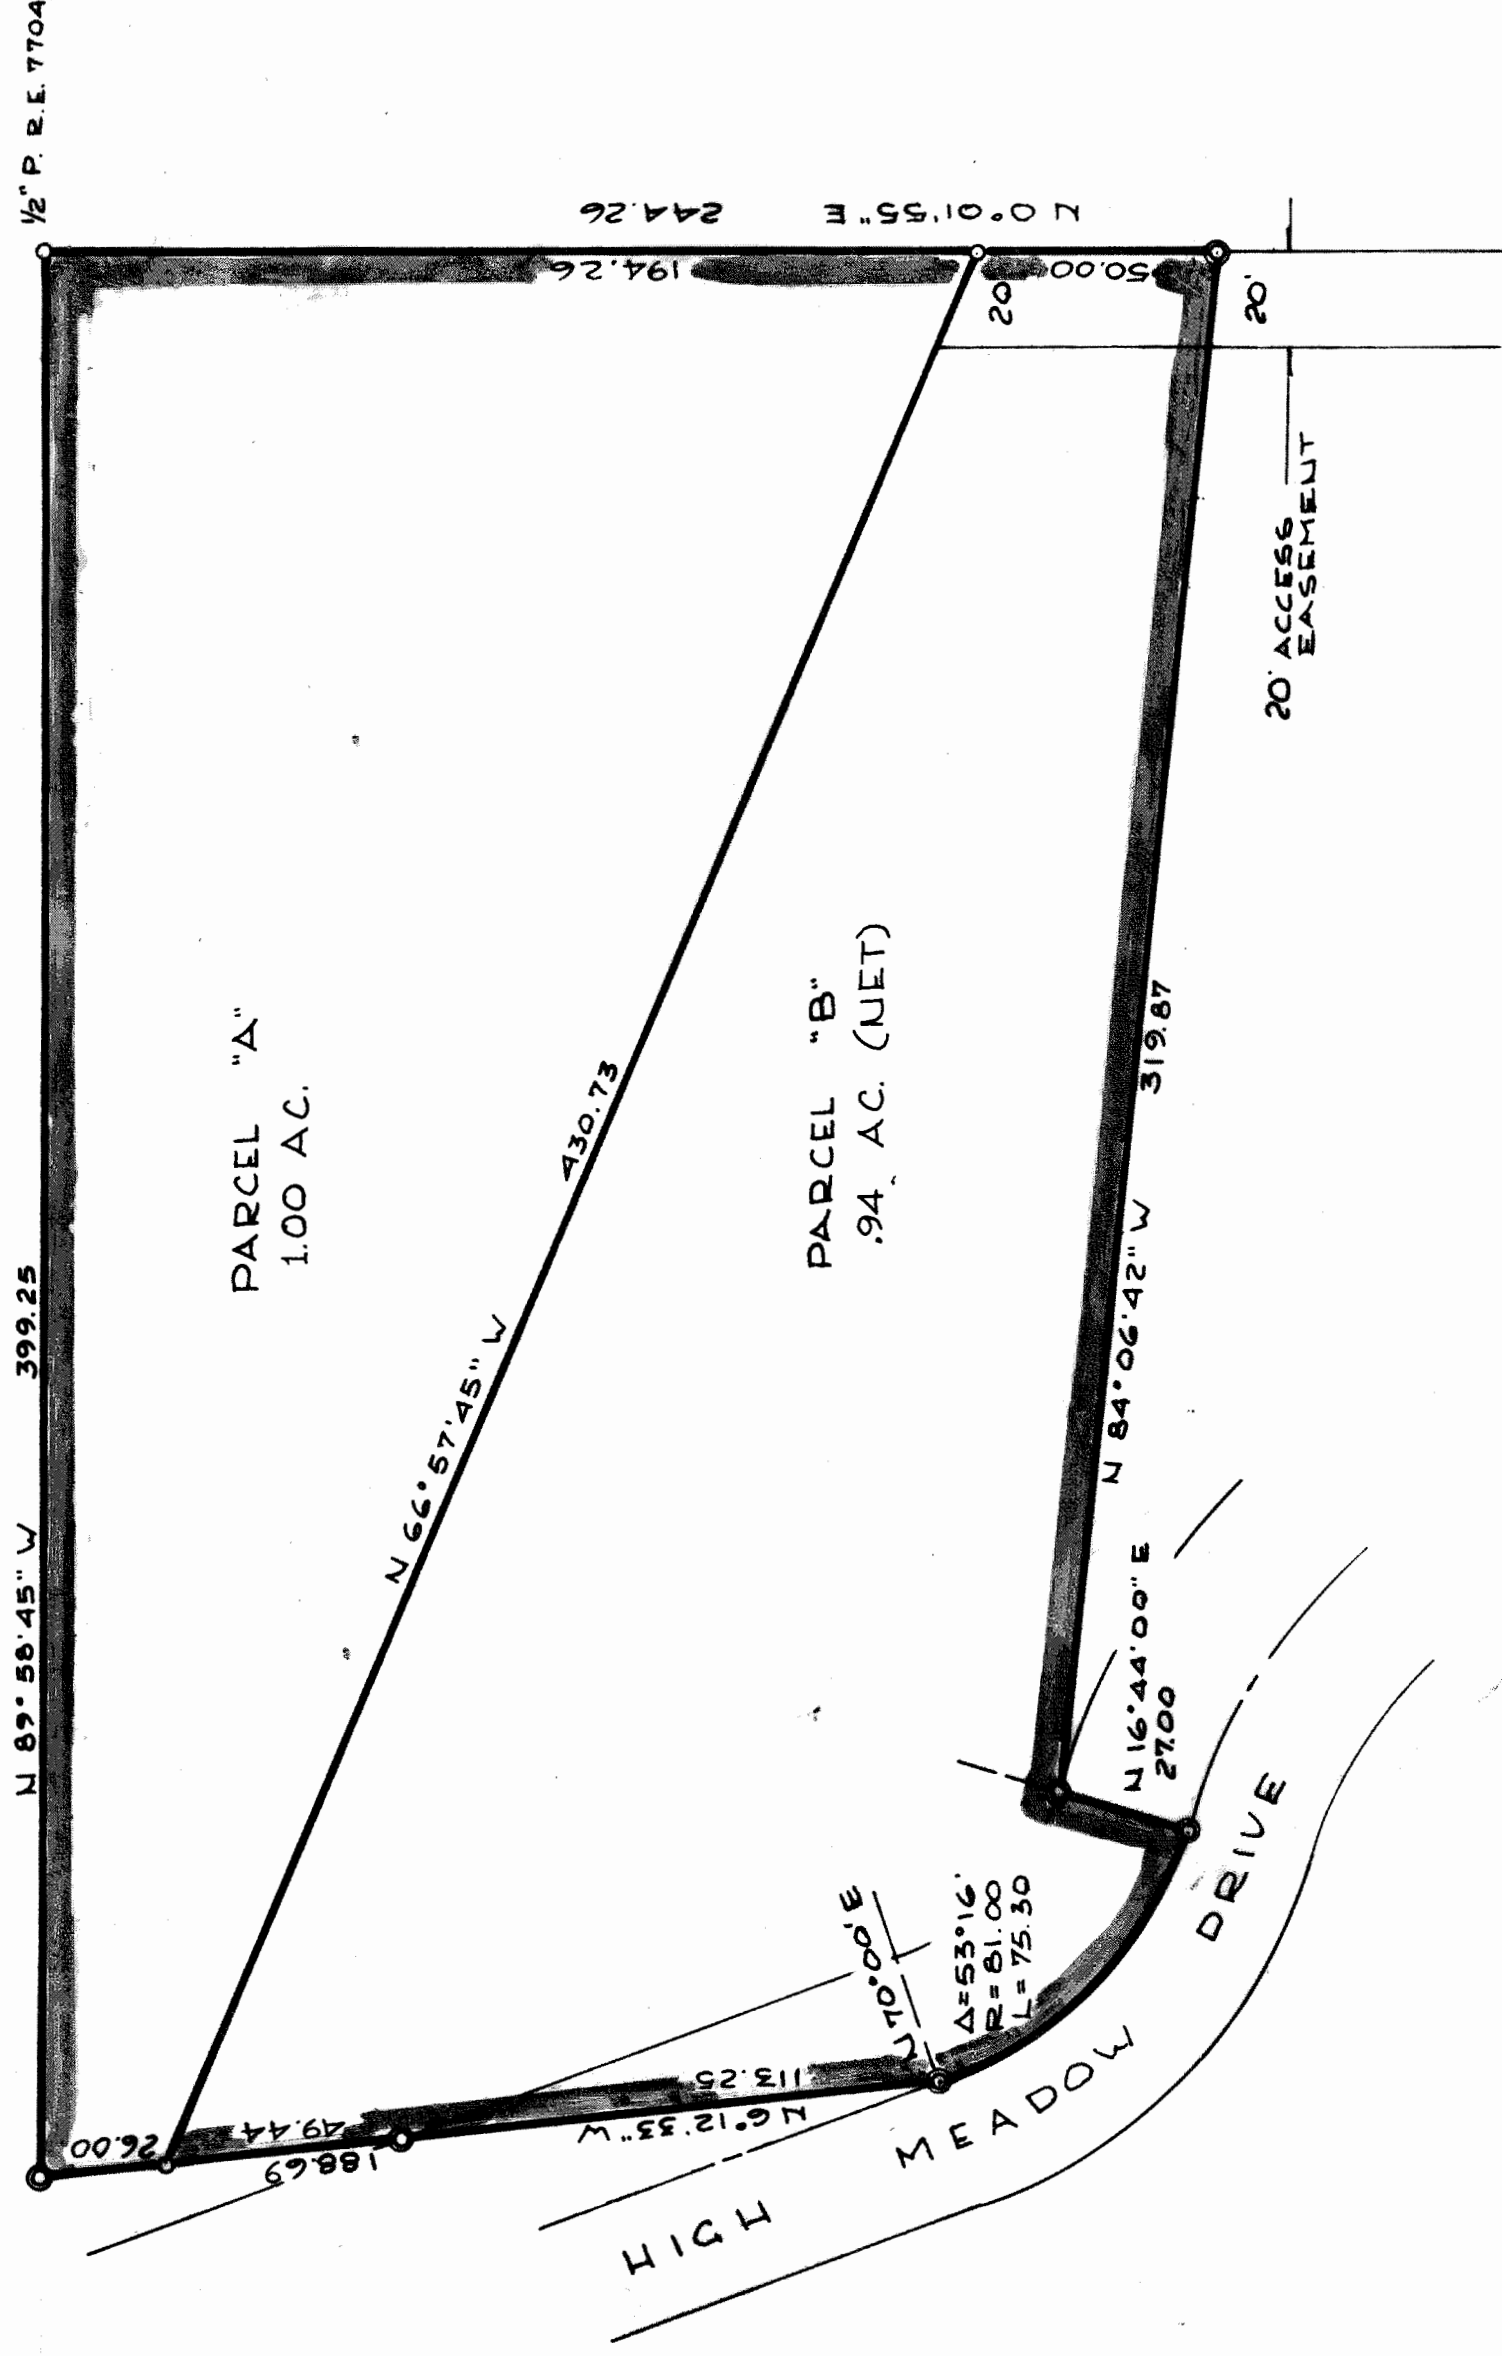 1/2" P. R.E. 7704
N 89° 58' 45" W 399.25
N 0° 01' 55" E 244.26
194.26
50.00
20'
20'
20' ACCESS
EASEMENT
PARCEL "A"
1.00 AC.
N 66° 57' 45" W 430.73
PARCEL "B"
.94 AC. (NET)
N 84° 06' 42" W 319.87
N 16° 44' 00" E
27.00
N 70° 00' E
Δ = 53° 16'
R = 81.00
L = 75.30
26.00
49.44
188.69
113.25
N 6° 12' 33" W
HIGH MEADOW DRIVE